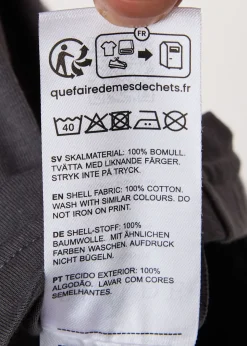 FR
quefairedemesdechets.fr
40
SV SKALMATERIAL: 100% BOMULL.
TVÄTTA MED LIKNANDE FÄRGER.
STRYK INTE PÅ TRYCK.
EN SHELL FABRIC: 100% COTTON.
WASH WITH SIMILAR COLOURS. DO
NOT IRON ON PRINT.
DE SHELL-STOFF: 100%
BAUMWOLLE. MIT ÄHNLICHEN
FARBEN WASCHEN. AUFDRUCK
NICHT BÜGELN.
PT TECIDO EXTERIOR: 100%
ALGODÃO. LAVAR COM CORES
SEMELHANTES.